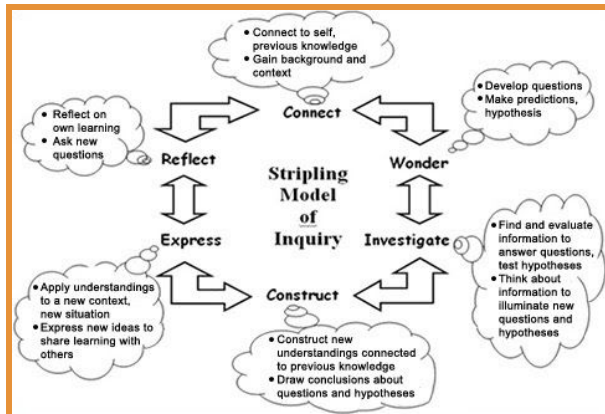 • Connect to self,
previous knowledge
• Gain background and
context
Connect
• Develop questions
• Make predictions,
hypothesis
Wonder
• Reflect on
own learning
• Ask new
questions
Reflect
Stripling
Model
of
Inquiry
Express
Investigate
• Find and evaluate
information to
answer questions,
test hypotheses
• Think about
information to
illuminate new
questions and
hypotheses
• Apply understandings
to a new context,
new situation
• Express new ideas to
share learning with
others
Construct
• Construct new
understandings connected
to previous knowledge
• Draw conclusions about
questions and hypotheses